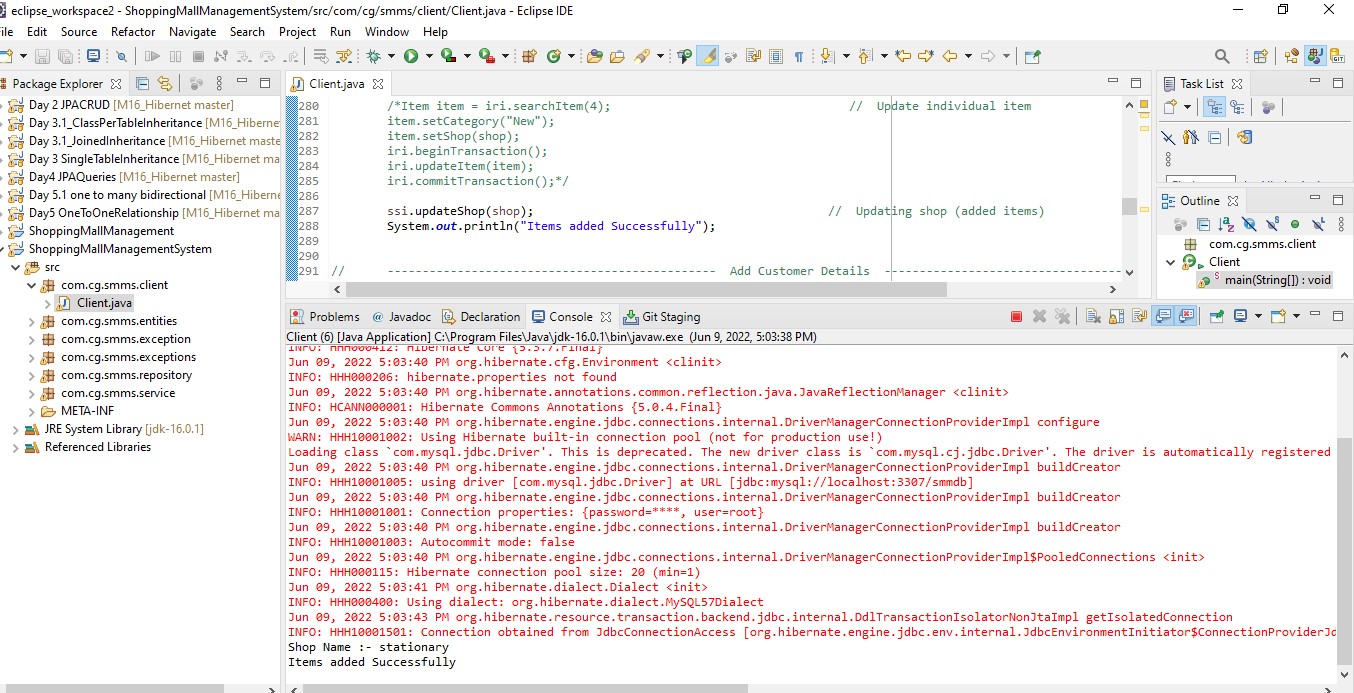 eclipse_workspace2 - ShoppingMallManagementSystem/src/com/cg/smms/client/Client.java - Eclipse IDE
File Edit Source Refactor Navigate Search Project Run Window Help
Package Explorer
Day 2 JPACRUD [M16_Hibernet master]
Day 3.1_ClassPerTableInheritance [M16_Hiberne
Day 3.1_JoinedInheritance [M16_Hibernet maste
Day 3 SingleTableInheritance [M16_Hibernet ma
Day4 JPAQueries [M16_Hibernet master]
Day 5.1 one to many bidirectional [M16_Hiberne
Day5 OneToOneRelationship [M16_Hibernet ma
ShoppingMallManagement
ShoppingMallManagementSystem
src
com.cg.smms.client
Client.java
com.cg.smms.entities
com.cg.smms.exception
com.cg.smms.exceptions
com.cg.smms.repository
com.cg.smms.service
META-INF
JRE System Library [jdk-16.0.1]
Referenced Libraries
Client.java
280 /*Item item = iri.searchItem(4); // Update individual item
281 item.setCategory("New");
282 item.setShop(shop);
283 iri.beginTransaction();
284 iri.updateItem(item);
285 iri.commitTransaction();*/
286
287 ssi.updateShop(shop); // Updating shop (added items)
288 System.out.println("Items added Successfully");
289
290
291 // ------------------------------------- Add Customer Details -----------------------------
Task List
Outline
com.cg.smms.client
Client
main(String[]) : void
Problems Javadoc Declaration Console Git Staging
Client (6) [Java Application] C:\Program Files\Java\jdk-16.0.1\bin\javaw.exe (Jun 9, 2022, 5:03:38 PM)
INFO: HHH000412: Hibernate Core {5.3.7.Final}
Jun 09, 2022 5:03:40 PM org.hibernate.cfg.Environment <clinit>
INFO: HHH000206: hibernate.properties not found
Jun 09, 2022 5:03:40 PM org.hibernate.annotations.common.reflection.java.JavaReflectionManager <clinit>
INFO: HCANN000001: Hibernate Commons Annotations {5.0.4.Final}
Jun 09, 2022 5:03:40 PM org.hibernate.engine.jdbc.connections.internal.DriverManagerConnectionProviderImpl configure
WARN: HHH10001002: Using Hibernate built-in connection pool (not for production use!)
Loading class `com.mysql.jdbc.Driver'. This is deprecated. The new driver class is `com.mysql.cj.jdbc.Driver'. The driver is automatically registered
Jun 09, 2022 5:03:40 PM org.hibernate.engine.jdbc.connections.internal.DriverManagerConnectionProviderImpl buildCreator
INFO: HHH10001005: using driver [com.mysql.jdbc.Driver] at URL [jdbc:mysql://localhost:3307/smmdb]
Jun 09, 2022 5:03:40 PM org.hibernate.engine.jdbc.connections.internal.DriverManagerConnectionProviderImpl buildCreator
INFO: HHH10001001: Connection properties: {password=****, user=root}
Jun 09, 2022 5:03:40 PM org.hibernate.engine.jdbc.connections.internal.DriverManagerConnectionProviderImpl buildCreator
INFO: HHH10001003: Autocommit mode: false
Jun 09, 2022 5:03:40 PM org.hibernate.engine.jdbc.connections.internal.DriverManagerConnectionProviderImpl$PooledConnections <init>
INFO: HHH000115: Hibernate connection pool size: 20 (min=1)
Jun 09, 2022 5:03:41 PM org.hibernate.dialect.Dialect <init>
INFO: HHH000400: Using dialect: org.hibernate.dialect.MySQL57Dialect
Jun 09, 2022 5:03:43 PM org.hibernate.resource.transaction.backend.jdbc.internal.DdlTransactionIsolatorNonJtaImpl getIsolatedConnection
INFO: HHH10001501: Connection obtained from JdbcConnectionAccess [org.hibernate.engine.jdbc.env.internal.JdbcEnvironmentInitiator$ConnectionProviderJd
Shop Name :- stationary
Items added Successfully